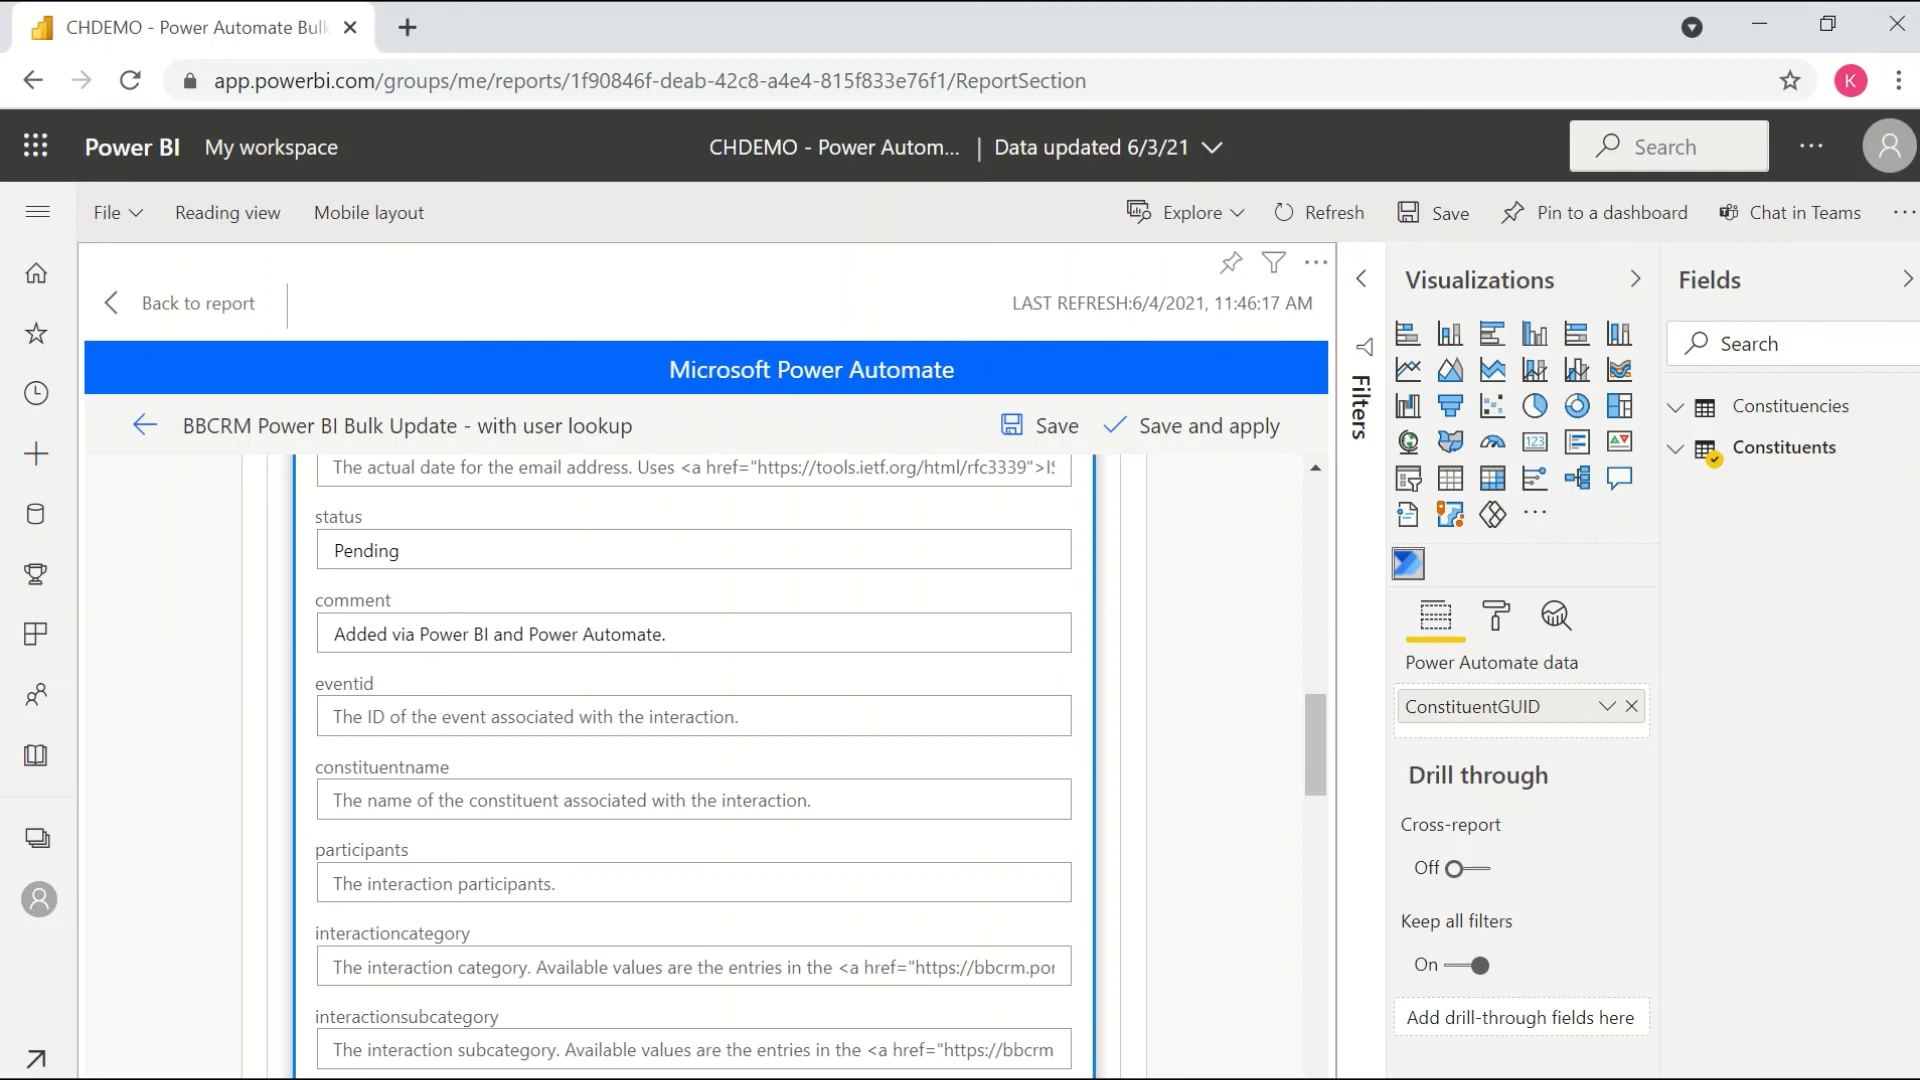 CHDEMO - Power Automate Bulk
app.powerbi.com/groups/me/reports/1f90846f-deab-42c8-a4e4-815f833e76f1/ReportSection
K
Power BI My workspace
CHDEMO - Power Autom... | Data updated 6/3/21
Search
File Reading view Mobile layout
Explore Refresh Save Pin to a dashboard Chat in Teams
Back to report
LAST REFRESH:6/4/2021, 11:46:17 AM
Microsoft Power Automate
BBCRM Power BI Bulk Update - with user lookup
Save Save and apply
The actual date for the email address. Uses <a href="https://tools.ietf.org/html/rfc3339">IS
status
Pending
comment
Added via Power BI and Power Automate.
eventid
The ID of the event associated with the interaction.
constituentname
The name of the constituent associated with the interaction.
participants
The interaction participants.
interactioncategory
The interaction category. Available values are the entries in the <a href="https://bbcrm.por
interactionsubcategory
The interaction subcategory. Available values are the entries in the <a href="https://bbcrm
Filters
Visualizations
123
Power Automate data
ConstituentGUID
Drill through
Cross-report
Off
Keep all filters
On
Add drill-through fields here
Fields
Search
Constituencies
Constituents